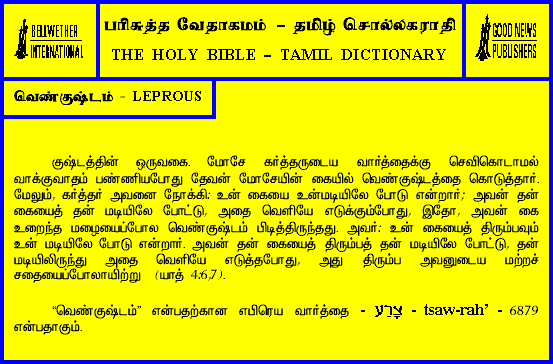 BELLWETHER
INTERNATIONAL
பரிசுத்த வேதாகமம் – தமிழ் சொல்லகராதி
THE HOLY BIBLE – TAMIL DICTIONARY
GOOD NEWS
PUBLISHERS
வெண்குஷ்டம் - LEPROUS
குஷ்டத்தின் ஒருவகை. மோசே கர்த்தருடைய வார்த்தைக்கு செவிகொடாமல்
வாக்குவாதம் பண்ணியபோது தேவன் மோசேயின் கையில் வெண்குஷ்டத்தை கொடுத்தார்.
மேலும், கர்த்தர் அவனை நோக்கி: உன் கையை உன்மடியிலே போடு என்றார்; அவன் தன்
கையைத் தன் மடியிலே போட்டு, அதை வெளியே எடுக்கும்போது, இதோ, அவன் கை
உறைந்த மழையைப்போல வெண்குஷ்டம் பிடித்திருந்தது. அவர்: உன் கையைத் திரும்பவும்
உன் மடியிலே போடு என்றார். அவன் தன் கையைத் திரும்பத் தன் மடியிலே போட்டு, தன்
மடியிலிருந்து அதை வெளியே எடுத்தபோது, அது திரும்ப அவனுடைய மற்றச்
சதையைப்போலாயிற்று (யாத் 4:6,7).
“வெண்குஷ்டம்” என்பதற்கான எபிரெய வார்த்தை - צָרַע - tsaw-rah’ - 6879
என்பதாகும்.